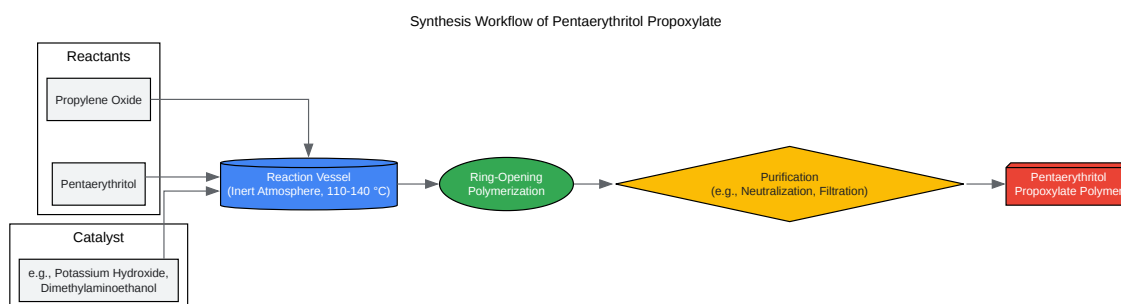 Synthesis Workflow of Pentaerythritol Propoxylate
Reactants
Propylene Oxide
Pentaerythritol
Catalyst
e.g., Potassium Hydroxide,
Dimethylaminoethanol
Reaction Vessel
(Inert Atmosphere, 110-140 °C)
Ring-Opening
Polymerization
Purification
(e.g., Neutralization, Filtration)
Pentaerythritol
Propoxylate Polymer